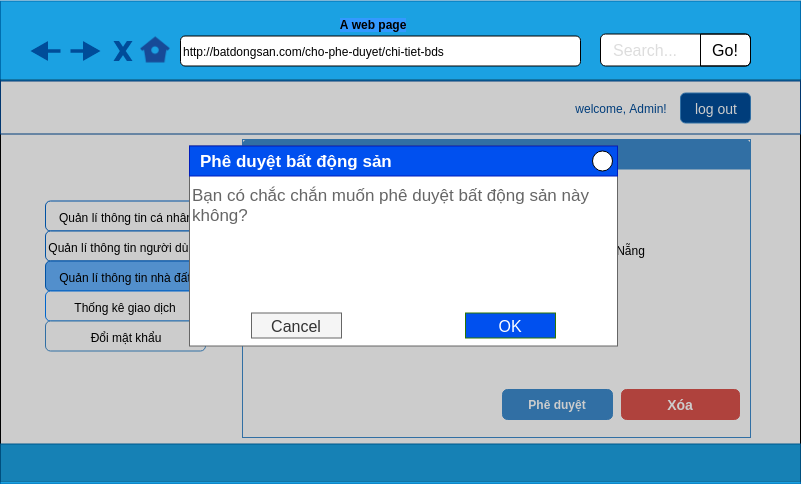 A web page
http://batdongsan.com/cho-phe-duyet/chi-tiet-bds
Search...
Go!
welcome, Admin!
log out
Phê duyệt bất động sản
Bạn có chắc chắn muốn phê duyệt bất động sản này
không?
Cancel
OK
Quản lí thông tin cá nhân
Quản lí thông tin người dù
Quản lí thông tin nhà đất
Thống kê giao dịch
Đổi mật khẩu
Nẵng
Phê duyệt
Xóa